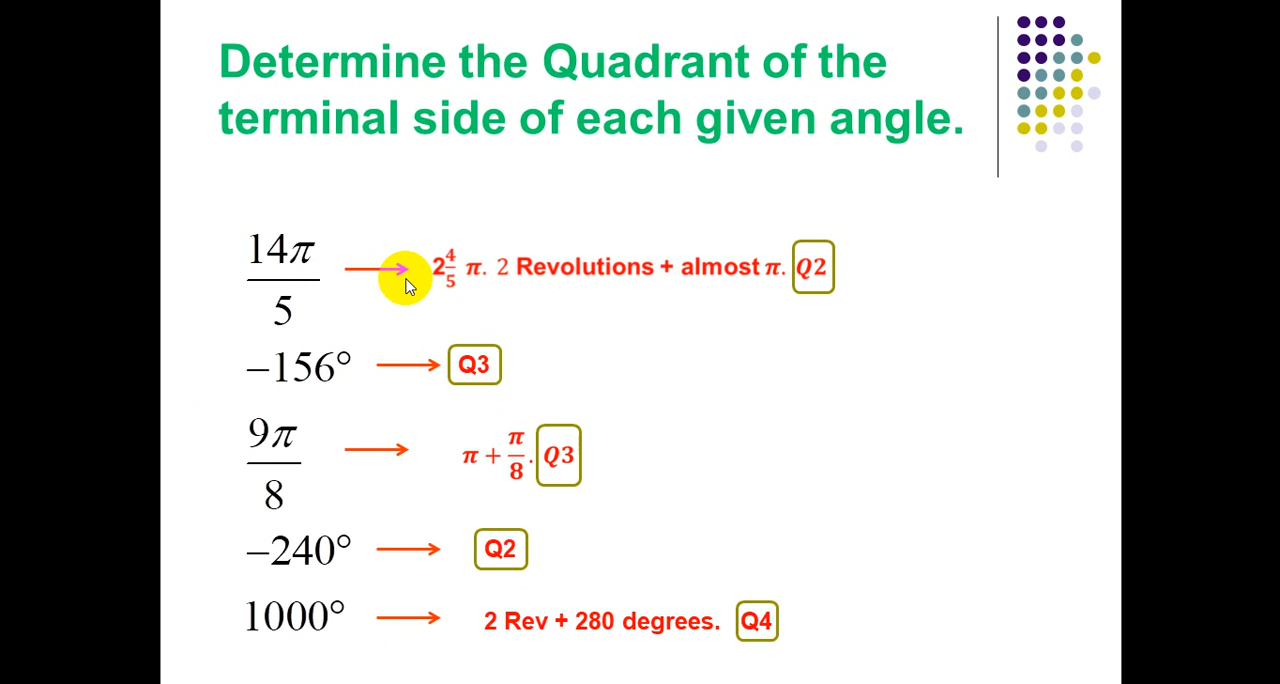 Determine the Quadrant of the
terminal side of each given angle.
14π/5 → 2 4/5 π. 2 Revolutions + almost π. Q2
–156° → Q3
9π/8 → π + π/8. Q3
–240° → Q2
1000° → 2 Rev + 280 degrees. Q4